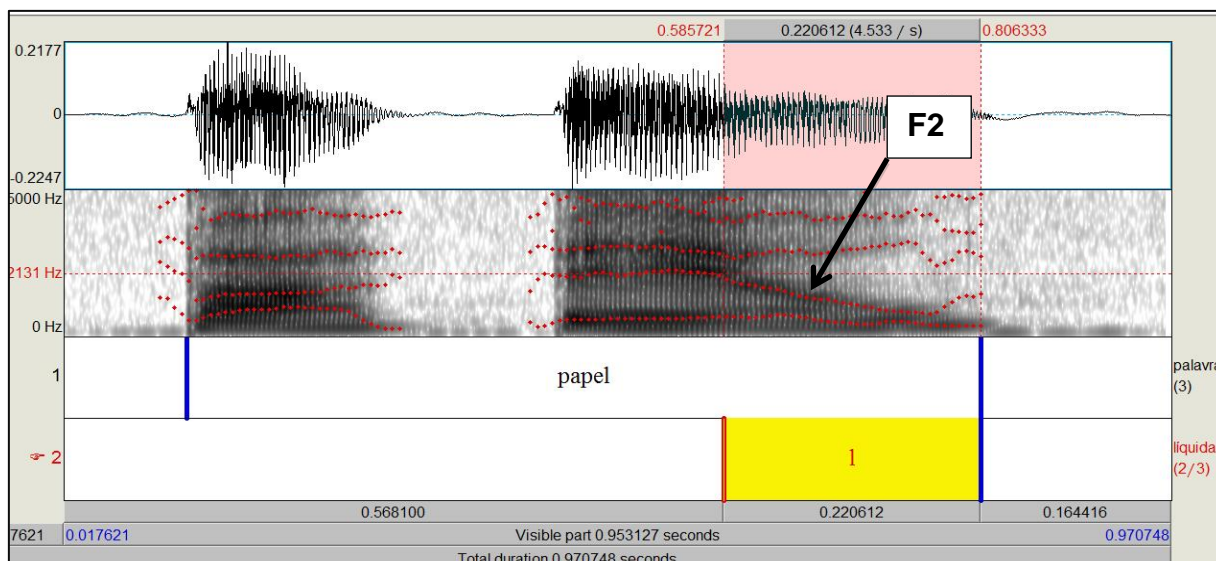 0.585721 0.220612 (4.533 / s) 0.806333
0.2177
0
F2
-0.2247
5000 Hz
2131 Hz
0 Hz
1 papel palavra
(3)
2 l líquida
(2/3)
0.568100 0.220612 0.164416
7621 0.017621 Visible part 0.953127 seconds 0.970748
Total duration 0.970748 seconds